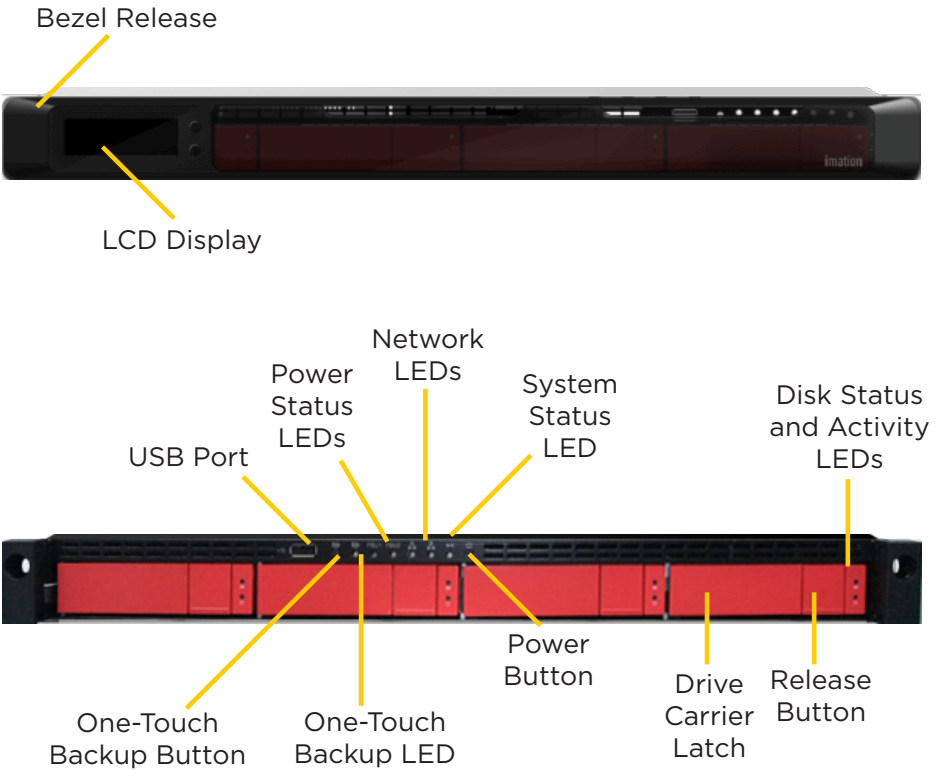 Bezel Release
imation
LCD Display
Network
LEDs
Power
Status
LEDs
System
Status
LED
Disk Status
and Activity
LEDs
USB Port
Power
Button
Drive
Carrier
Latch
Release
Button
One-Touch
Backup Button
One-Touch
Backup LED